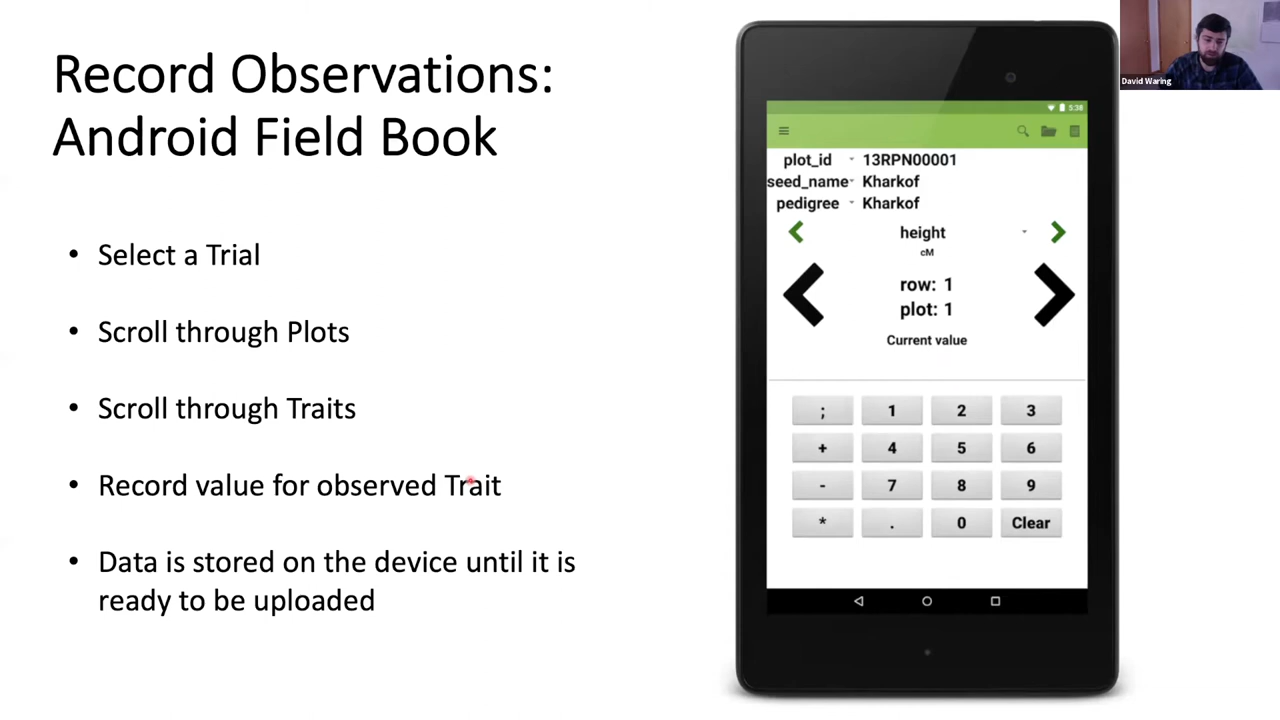 Record Observations:
Android Field Book
• Select a Trial
• Scroll through Plots
• Scroll through Traits
• Record value for observed Trait
• Data is stored on the device until it is
ready to be uploaded
5:38
plot_id 13RPN00001
seed_name Kharkof
pedigree Kharkof
height
cM
row: 1
plot: 1
Current value
; 1 2 3
+ 4 5 6
- 7 8 9
* . 0 Clear
David Waring